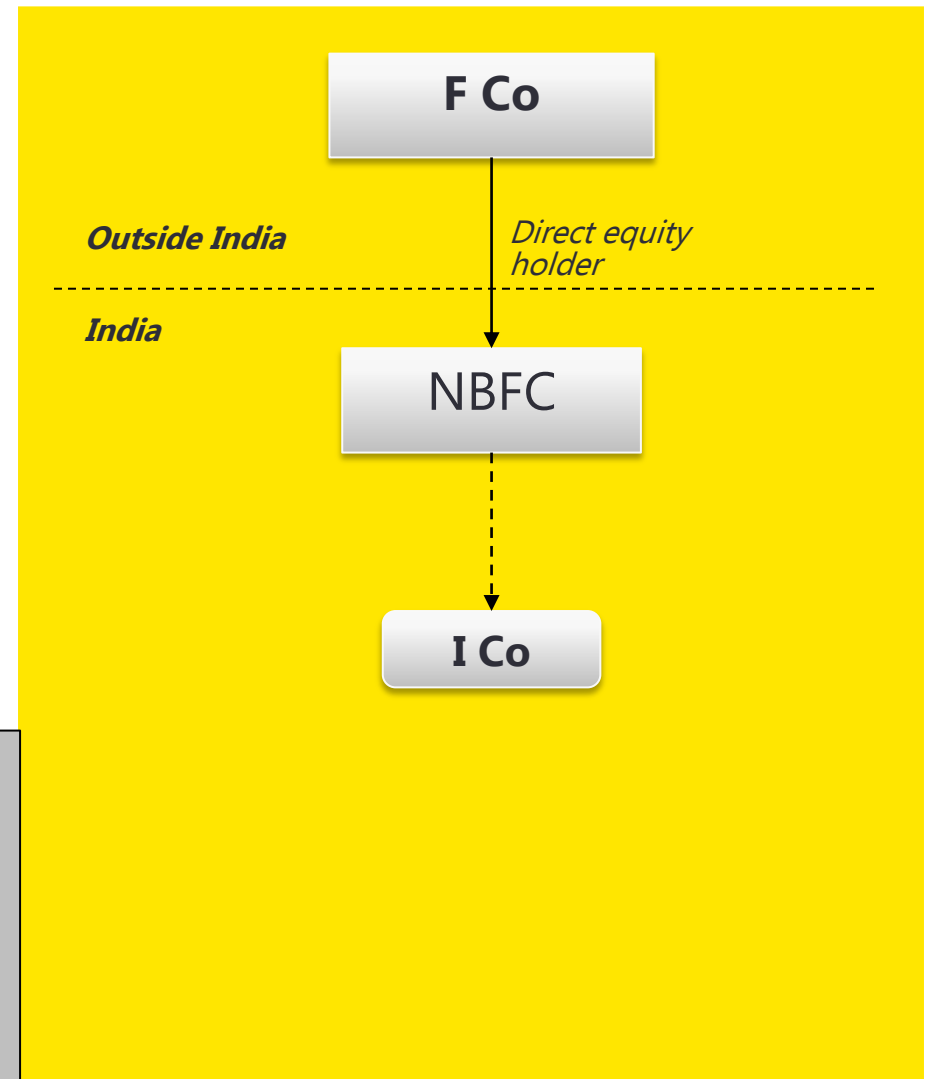 F Co
Outside India
Direct equity
holder
India
NBFC
I Co